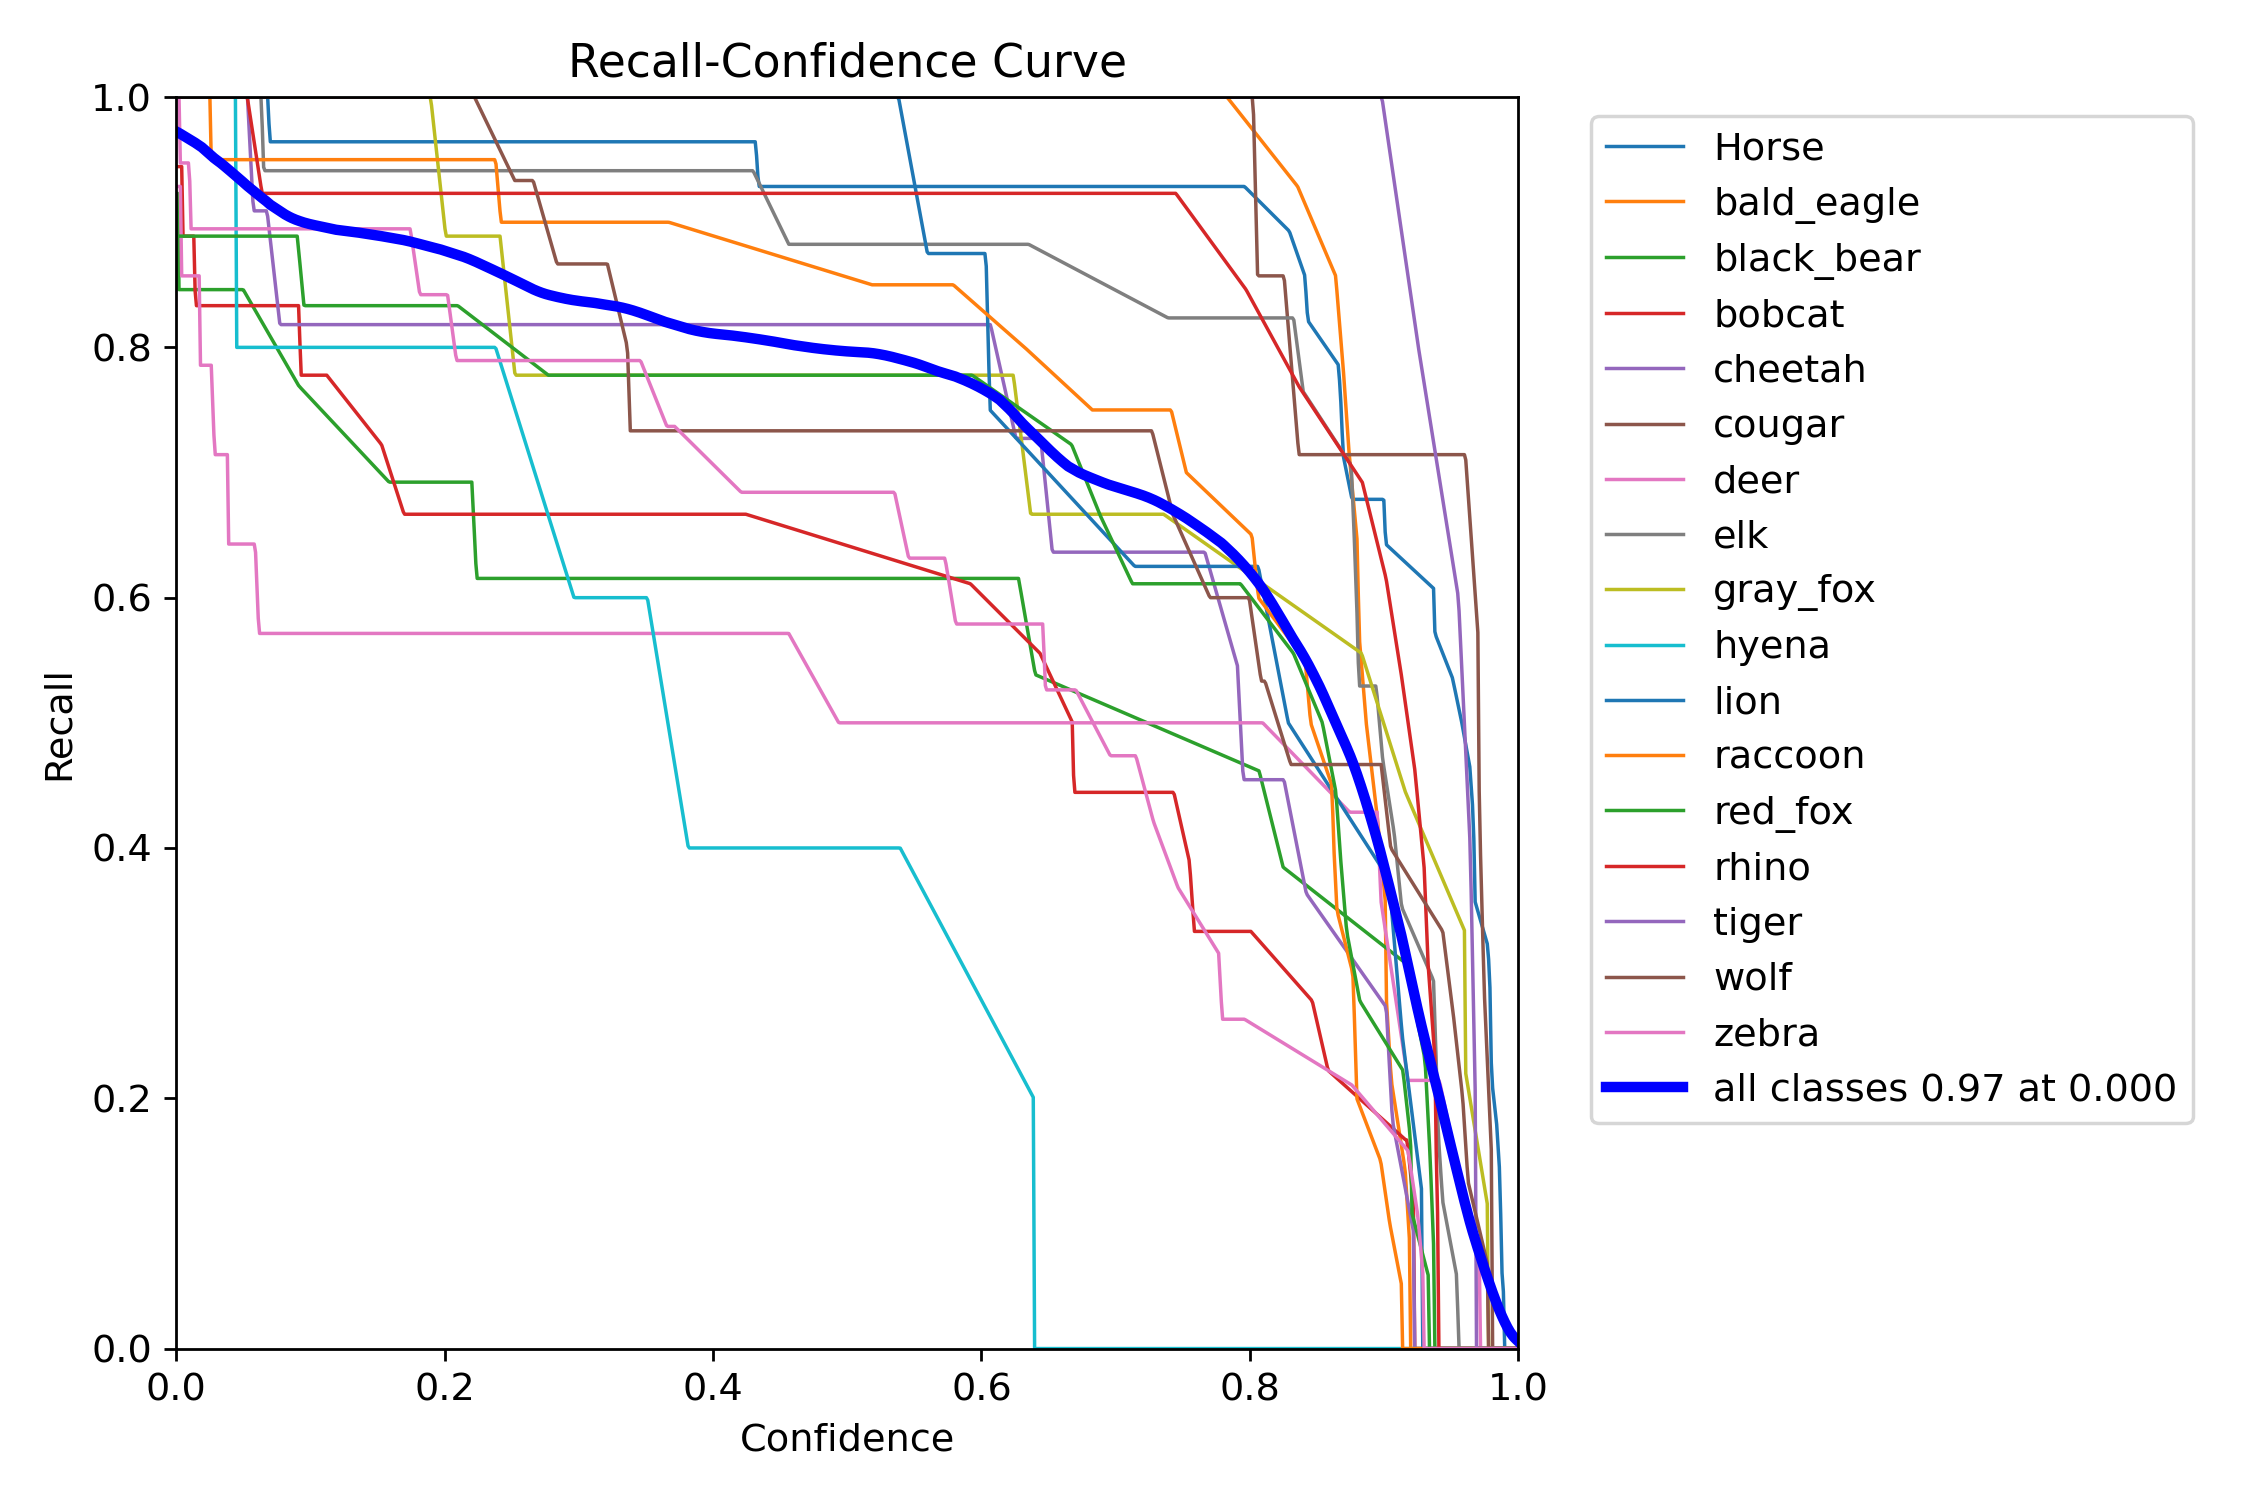 Recall-Confidence Curve
1.0
0.8
0.6
0.4
0.2
0.0
Recall
0.0 0.2 0.4 0.6 0.8 1.0
Confidence
Horse
bald_eagle
black_bear
bobcat
cheetah
cougar
deer
elk
gray_fox
hyena
lion
raccoon
red_fox
rhino
tiger
wolf
zebra
all classes 0.97 at 0.000